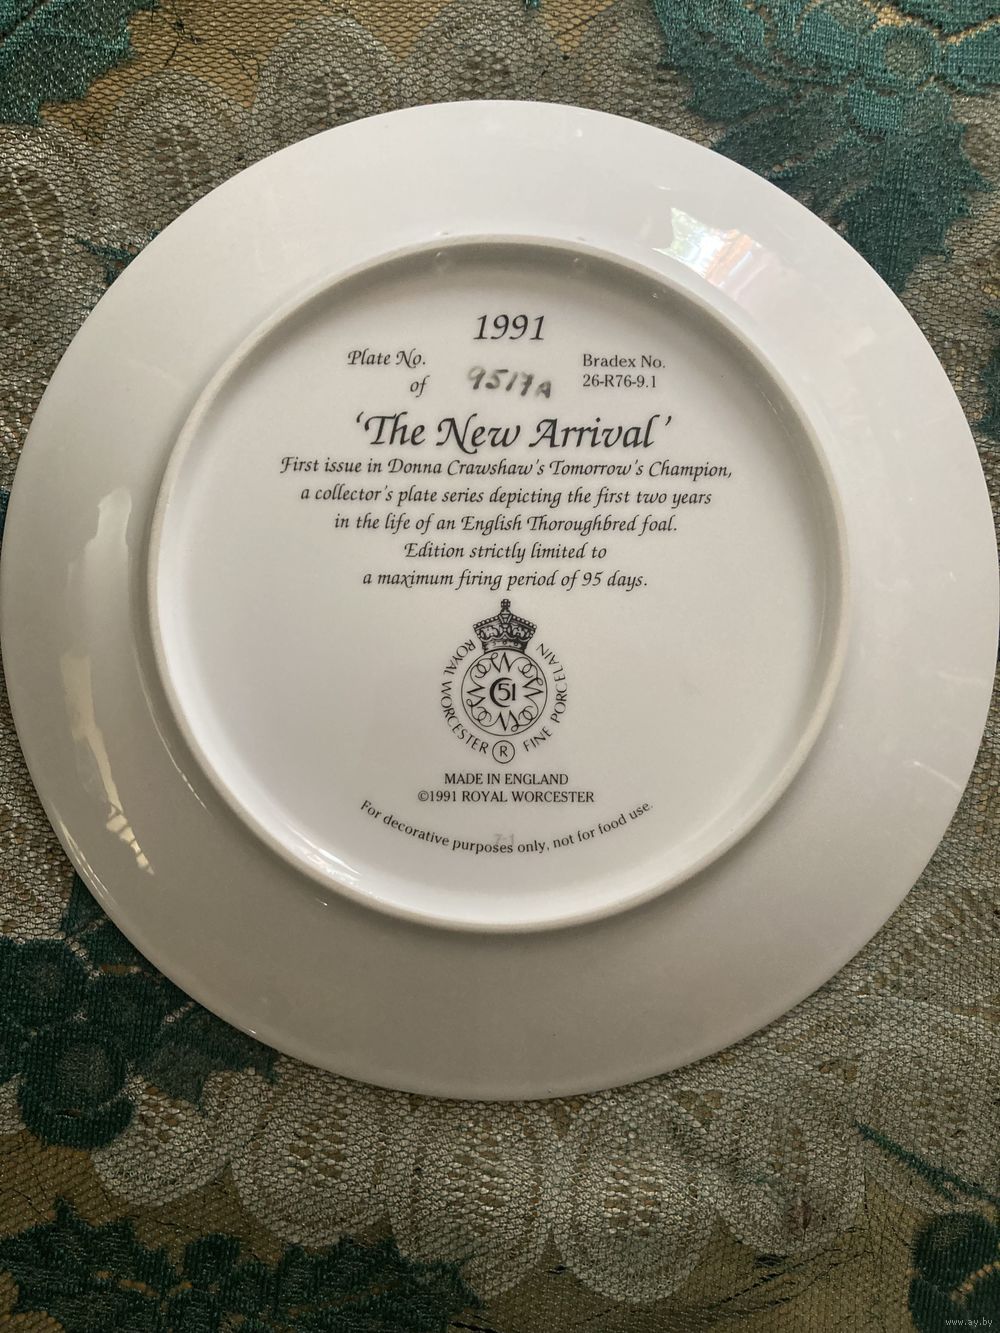 1991
Plate No.
of
9517A
Bradex No.
26-R76-9.1
‘The New Arrival’
First issue in Donna Crawshaw’s Tomorrow’s Champion,
a collector’s plate series depicting the first two years
in the life of an English Thoroughbred foal.
Edition strictly limited to
a maximum firing period of 95 days.
ROYAL WORCESTER ® FINE PORCELAIN
51
MADE IN ENGLAND
©1991 ROYAL WORCESTER
For decorative purposes only, not for food use.
www.ay.by